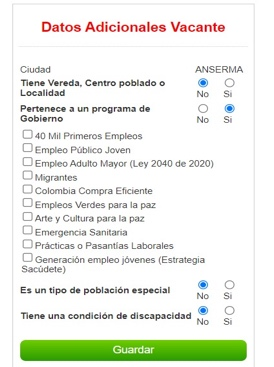 Datos Adicionales Vacante
Ciudad ANSERMA
Tiene Vereda, Centro poblado o
Localidad
No Si
Pertenece a un programa de
Gobierno
No Si
40 Mil Primeros Empleos
Empleo Público Joven
Empleo Adulto Mayor (Ley 2040 de 2020)
Migrantes
Colombia Compra Eficiente
Empleos Verdes para la paz
Arte y Cultura para la paz
Emergencia Sanitaria
Prácticas o Pasantías Laborales
Generación empleo jóvenes (Estrategia
Sacúdete)
Es un tipo de población especial
No Si
Tiene una condición de discapacidad
No Si
Guardar